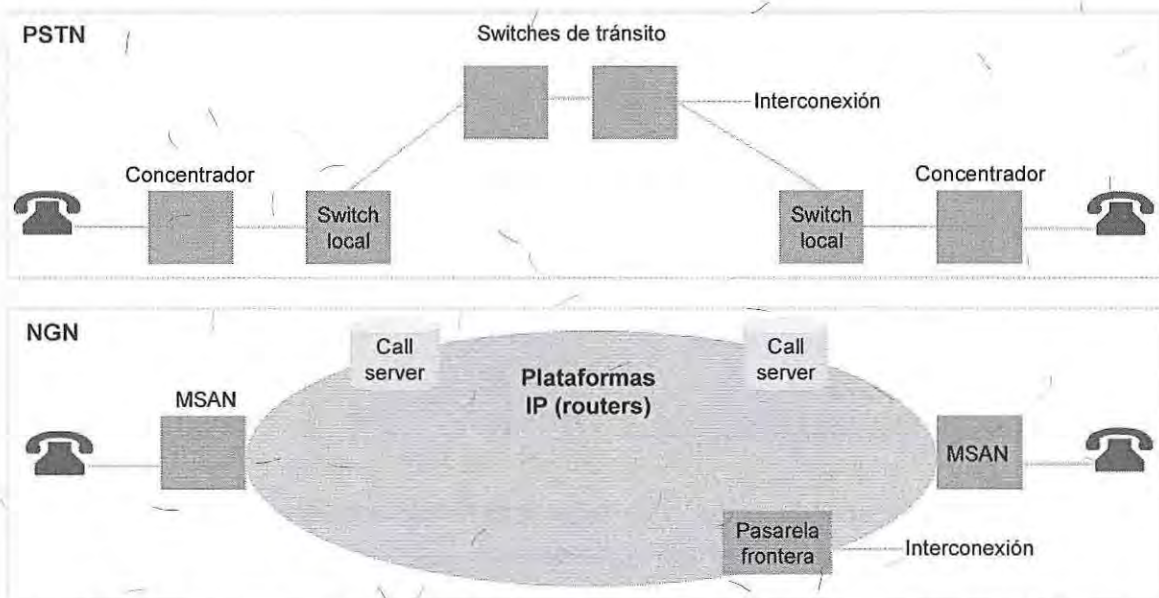 PSTN
Switches de tránsito
Interconexión
Concentrador
Switch
local
Switch
local
Concentrador
NGN
Call
server
Call
server
Plataformas
IP (routers)
MSAN
MSAN
Pasarela
frontera
Interconexión